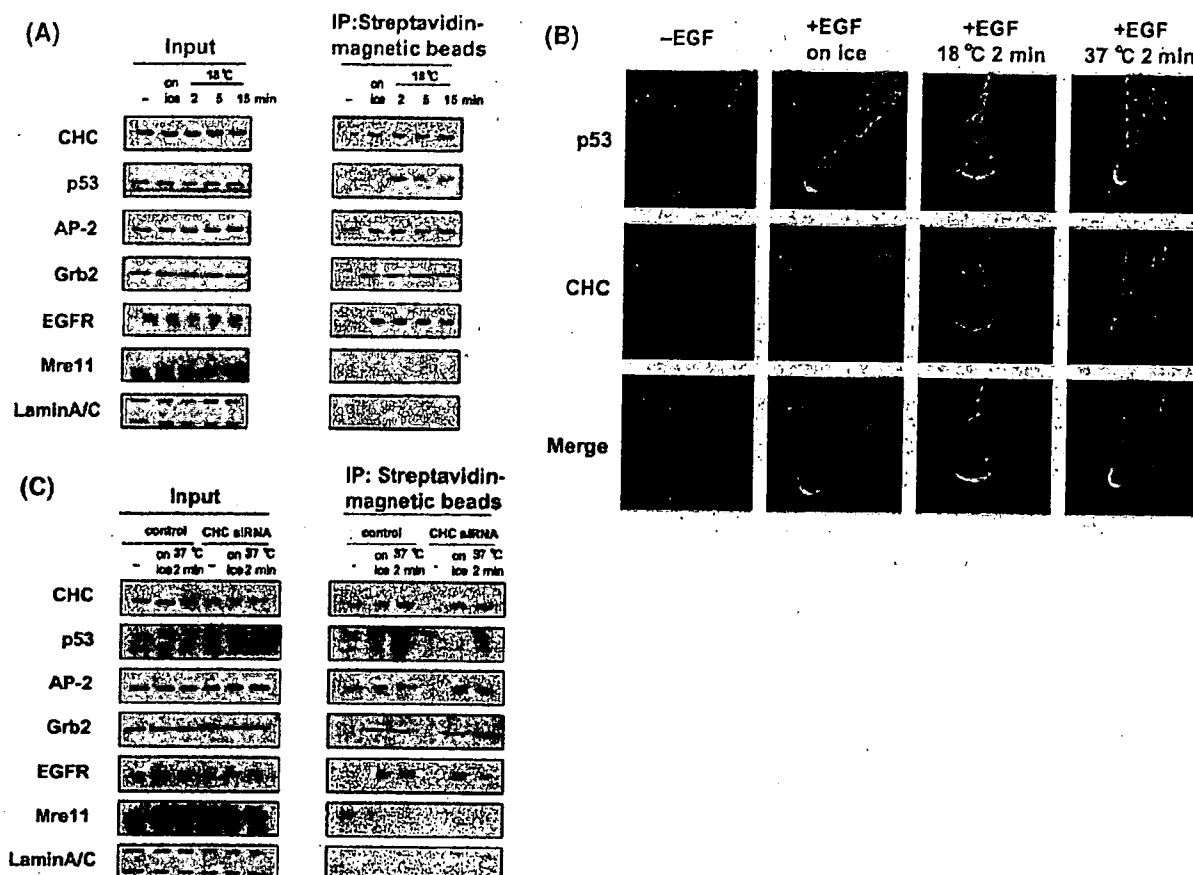 (A)
Input
IP:Streptavidin-
magnetic beads
18 ℃
on
- ice 2 5 15 min
18 ℃
on
- ice 2 5 15 min
CHC
p53
AP-2
Grb2
EGFR
Mre11
LaminA/C
(B)
-EGF
+EGF
on ice
+EGF
18 ℃ 2 min
+EGF
37 ℃ 2 min
p53
CHC
Merge
(C)
Input
IP: Streptavidin-
magnetic beads
control CHC siRNA
on 37 ℃ on 37 ℃
- ice 2 min - ice 2 min
control CHC siRNA
on 37 ℃ on 37 ℃
- ice 2 min - ice 2 min
CHC
p53
AP-2
Grb2
EGFR
Mre11
LaminA/C